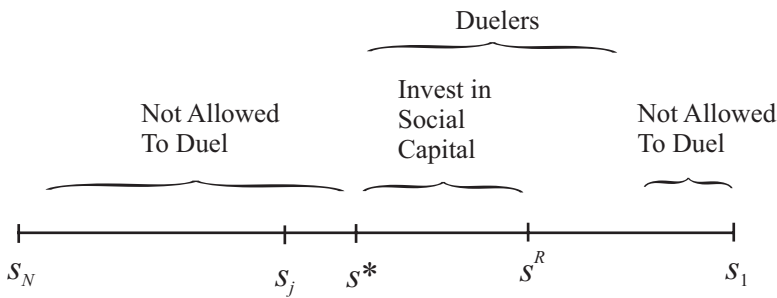 Duelers
Invest in
Social
Capital
Not Allowed
To Duel
Not Allowed
To Duel
s_N
s_j
s*
s^R
s_1